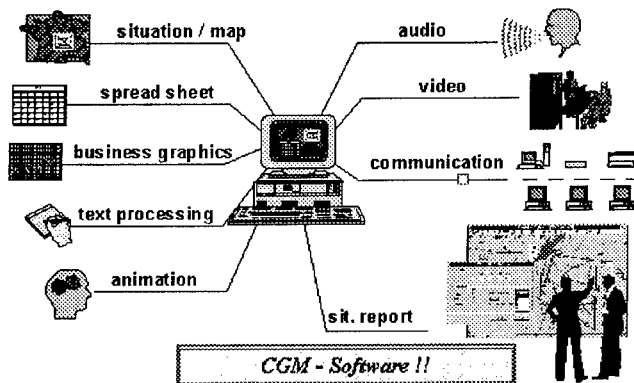 situation / map
audio
spread sheet
video
business graphics
communication
text processing
animation
sit. report
CGM - Software !!